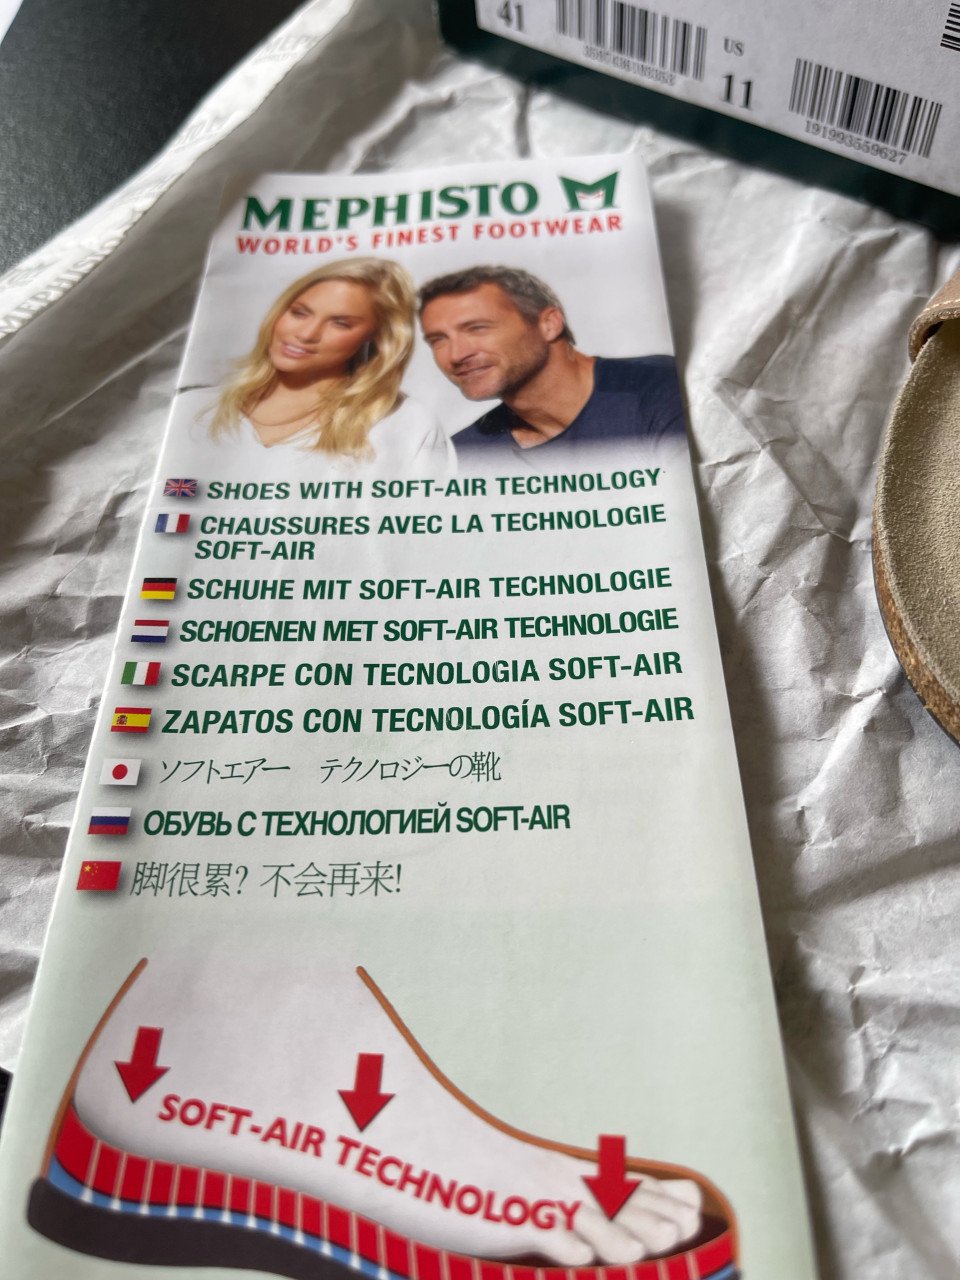 41
US
11
191993559627
MEPHISTO
MEPHISTO
MEPHISTO
WORLD'S FINEST FOOTWEAR
SHOES WITH SOFT-AIR TECHNOLOGY
CHAUSSURES AVEC LA TECHNOLOGIE
SOFT-AIR
SCHUHE MIT SOFT-AIR TECHNOLOGIE
SCHOENEN MET SOFT-AIR TECHNOLOGIE
SCARPE CON TECNOLOGIA SOFT-AIR
ZAPATOS CON TECNOLOGÍA SOFT-AIR
ソフトエアー テクノロジーの靴
ОБУВЬ С ТЕХНОЛОГИЕЙ SOFT-AIR
脚很累? 不会再来!
SOFT-AIR TECHNOLOGY